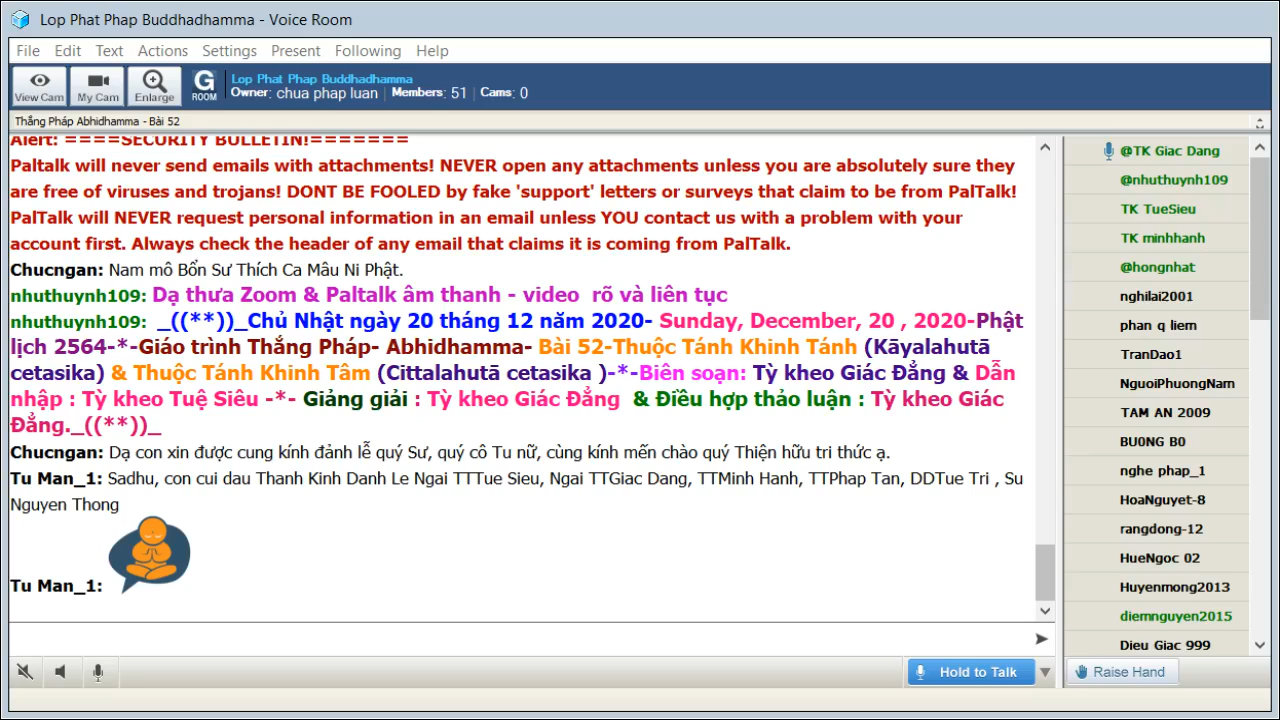 Lop Phat Phap Buddhadhamma - Voice Room
File Edit Text Actions Settings Present Following Help
View Cam My Cam Enlarge G ROOM
Lop Phat Phap Buddhadhamma
Owner: chua phap luan | Members: 51 | Cams: 0
Thắng Pháp Abhidhamma - Bài 52
Alert: ====SECURITY BULLETIN!=======
Paltalk will never send emails with attachments! NEVER open any attachments unless you are absolutely sure they
are free of viruses and trojans! DONT BE FOOLED by fake 'support' letters or surveys that claim to be from PalTalk!
PalTalk will NEVER request personal information in an email unless YOU contact us with a problem with your
account first. Always check the header of any email that claims it is coming from PalTalk.
Chucngan: Nam mô Bổn Sư Thích Ca Mâu Ni Phật.
nhuthuynh109: Dạ thưa Zoom & Paltalk âm thanh - video rõ và liên tục
nhuthuynh109: _((**))_Chủ Nhật ngày 20 tháng 12 năm 2020- Sunday, December, 20 , 2020-Phật
lịch 2564-*-Giáo trình Thắng Pháp- Abhidhamma- Bài 52-Thuộc Tánh Khinh Tánh (Kāyalahutā
cetasika) & Thuộc Tánh Khinh Tâm (Cittalahutā cetasika )-*-Biên soạn: Tỳ kheo Giác Đẳng & Dẫn
nhập : Tỳ kheo Tuệ Siêu -*- Giảng giải : Tỳ kheo Giác Đẳng & Điều hợp thảo luận : Tỳ kheo Giác
Đẳng._((**))_
Chucngan: Dạ con xin được cung kính đảnh lễ quý Sư, quý cô Tu nữ, cùng kính mến chào quý Thiện hữu tri thức ạ.
Tu Man_1: Sadhu, con cui dau Thanh Kinh Danh Le Ngai TTTue Sieu, Ngai TTGiac Dang, TTMinh Hanh, TTPhap Tan, DDTue Tri , Su
Nguyen Thong
Tu Man_1:
@TK Giac Dang
@nhuthuynh109
TK TueSieu
TK minhhanh
@hongnhat
nghilai2001
phan q liem
TranDao1
NguoiPhuongNam
TAM AN 2009
BU0NG B0
nghe phap_1
HoaNguyet-8
rangdong-12
HueNgoc 02
Huyenmong2013
diemnguyen2015
Dieu Giac 999
Hold to Talk
Raise Hand